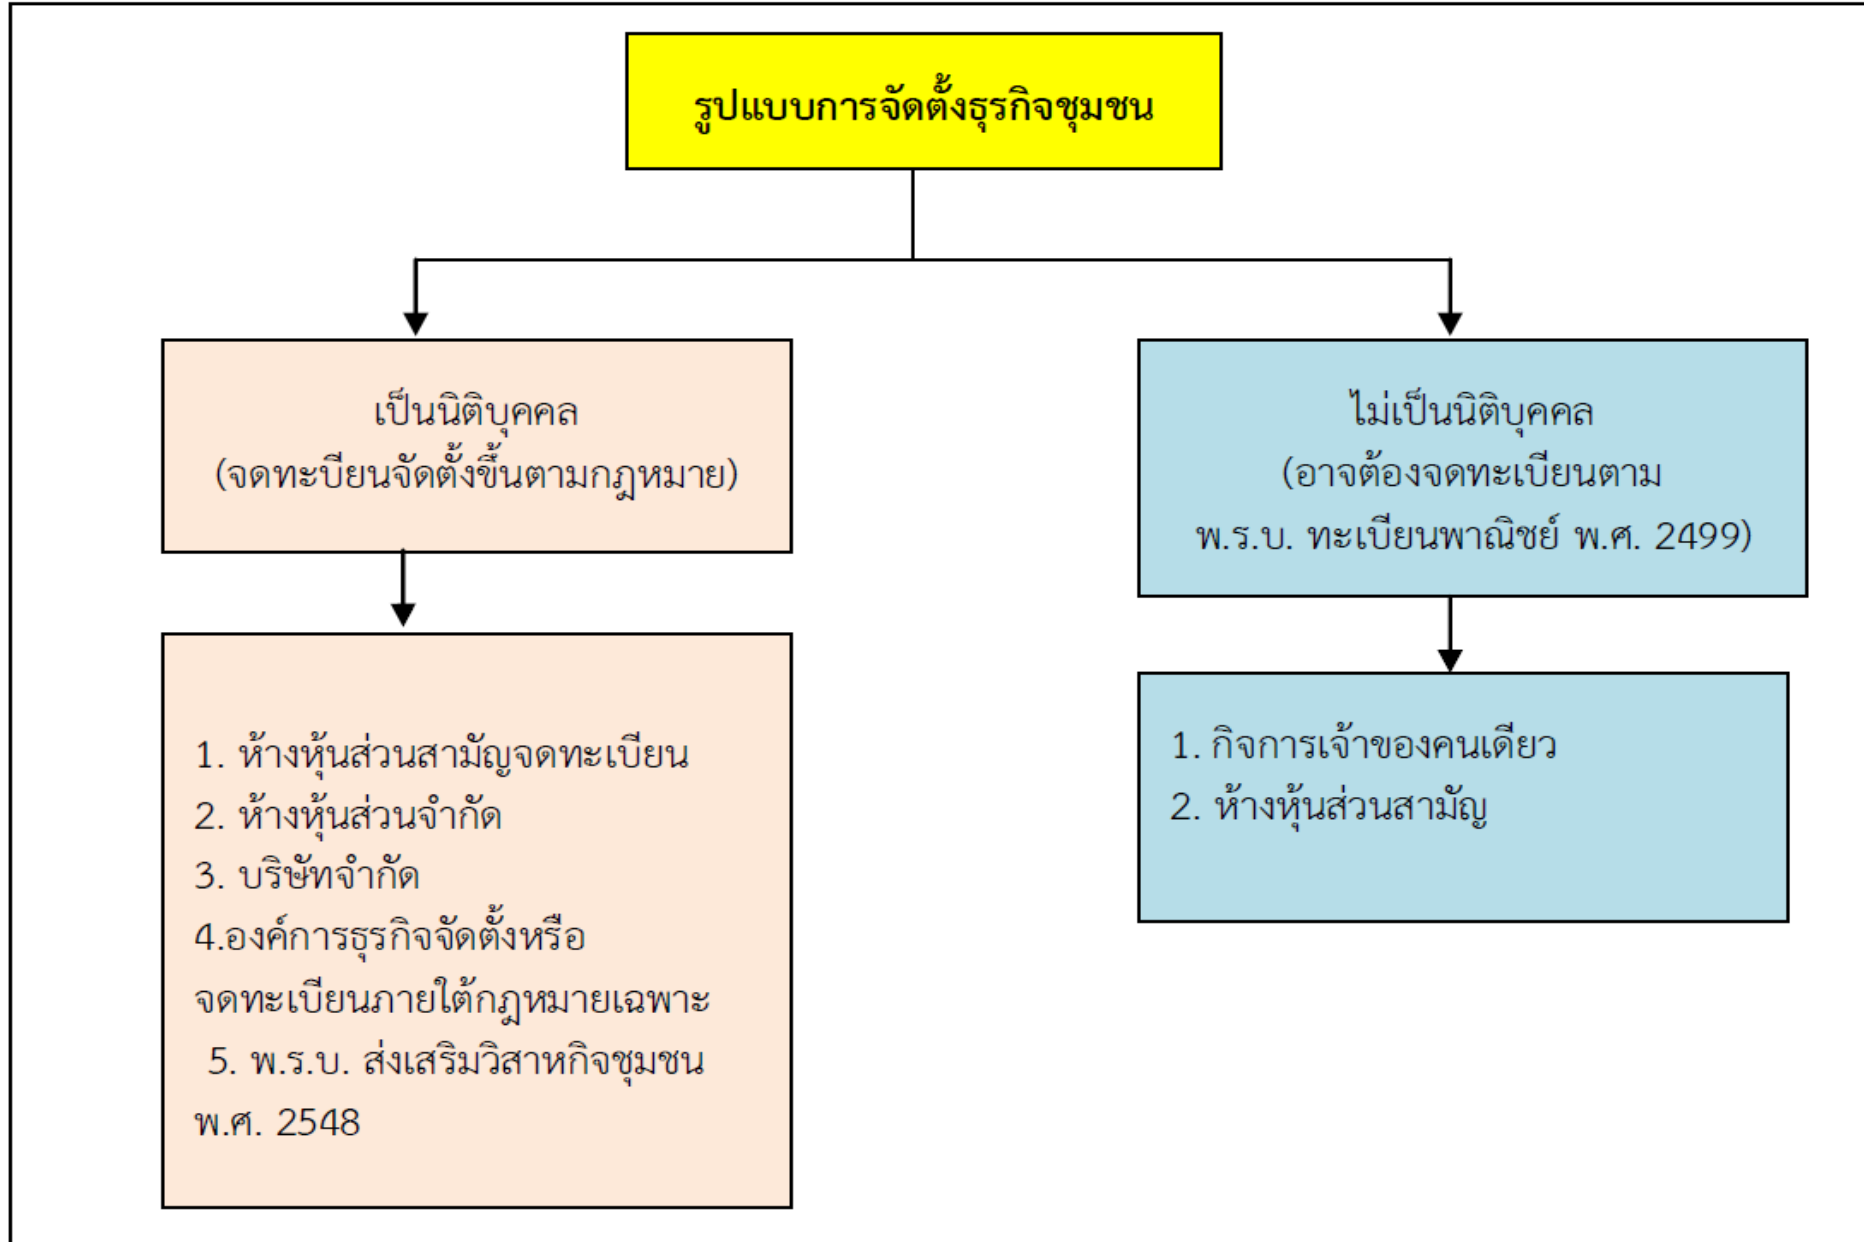 รูปแบบการจัดตั้งธุรกิจชุมชน
เป็นนิติบุคคล
(จดทะบียนจัดตั้งขึ้นตามกฎหมาย)
ไม่เป็นนิติบุคคล
(อาจต้องจดทะเบียนตาม
พ.ร.บ. ทะเบียนพาณิชย์ พ.ศ. 2499)
1. ห้างหุ้นส่วนสามัญจดทะเบียน
2. ห้างหุ้นส่วนจำกัด
3. บริษัทจำกัด
4.องค์การธุรกิจจัดตั้งหรือ
จดทะเบียนภายใต้กฎหมายเฉพาะ
5. พ.ร.บ. ส่งเสริมวิสาหกิจชุมชน
พ.ศ. 2548
1. กิจการเจ้าของคนเดียว
2. ห้างหุ้นส่วนสามัญ